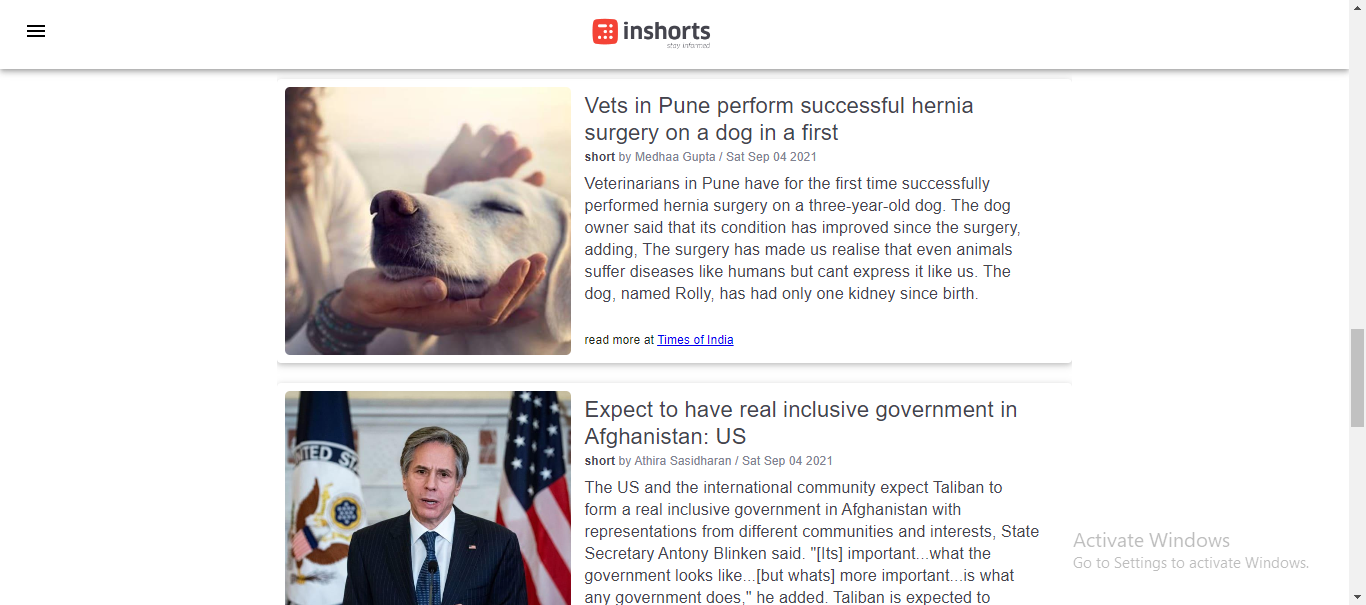 inshorts
stay informed
Vets in Pune perform successful hernia
surgery on a dog in a first
short by Medhaa Gupta / Sat Sep 04 2021
Veterinarians in Pune have for the first time successfully
performed hernia surgery on a three-year-old dog. The dog
owner said that its condition has improved since the surgery,
adding, The surgery has made us realise that even animals
suffer diseases like humans but cant express it like us. The
dog, named Rolly, has had only one kidney since birth.
read more at Times of India
Expect to have real inclusive government in
Afghanistan: US
short by Athira Sasidharan / Sat Sep 04 2021
The US and the international community expect Taliban to
form a real inclusive government in Afghanistan with
representations from different communities and interests, State
Secretary Antony Blinken said. "[Its] important...what the
government looks like...[but whats] more important...is what
any government does," he added. Taliban is expected to
Activate Windows
Go to Settings to activate Windows.